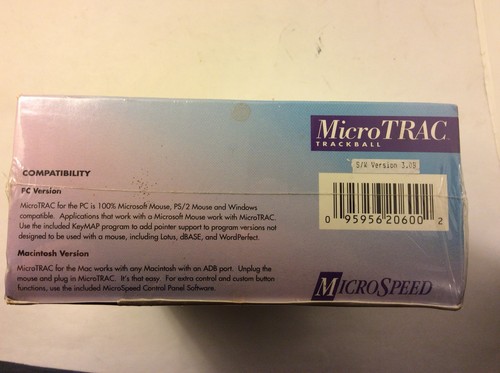 MicroTRAC
TRACKBALL
S/W Version 3.09
0 95956 20600 2
COMPATIBILITY
PC Version
MicroTRAC for the PC is 100% Microsoft Mouse, PS/2 Mouse and Windows
compatible. Applications that work with a Microsoft Mouse work with MicroTRAC.
Use the included KeyMAP program to add pointer support to program versions not
designed to be used with a mouse, including Lotus, dBASE, and WordPerfect.
Macintosh Version
MicroTRAC for the Mac works with any Macintosh with an ADB port. Unplug the
mouse and plug in MicroTRAC. It's that easy. For extra control and custom button
functions, use the included MicroSpeed Control Panel Software.
MICROSPEED